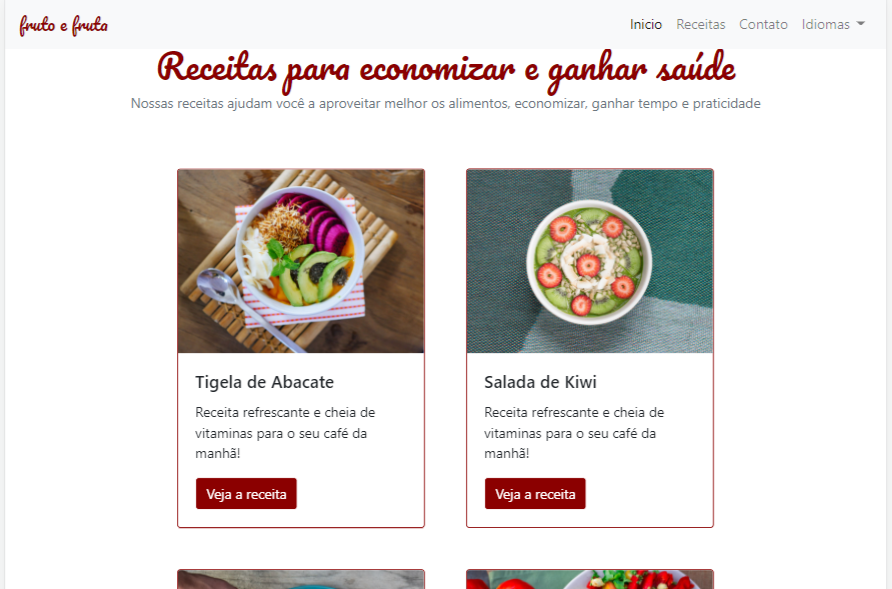 fruto e fruta
Inicio Receitas Contato Idiomas
Receitas para economizar e ganhar saúde
Nossas receitas ajudam você a aproveitar melhor os alimentos, economizar, ganhar tempo e praticidade
Tigela de Abacate
Receita refrescante e cheia de
vitaminas para o seu café da
manhã!
Veja a receita
Salada de Kiwi
Receita refrescante e cheia de
vitaminas para o seu café da
manhã!
Veja a receita